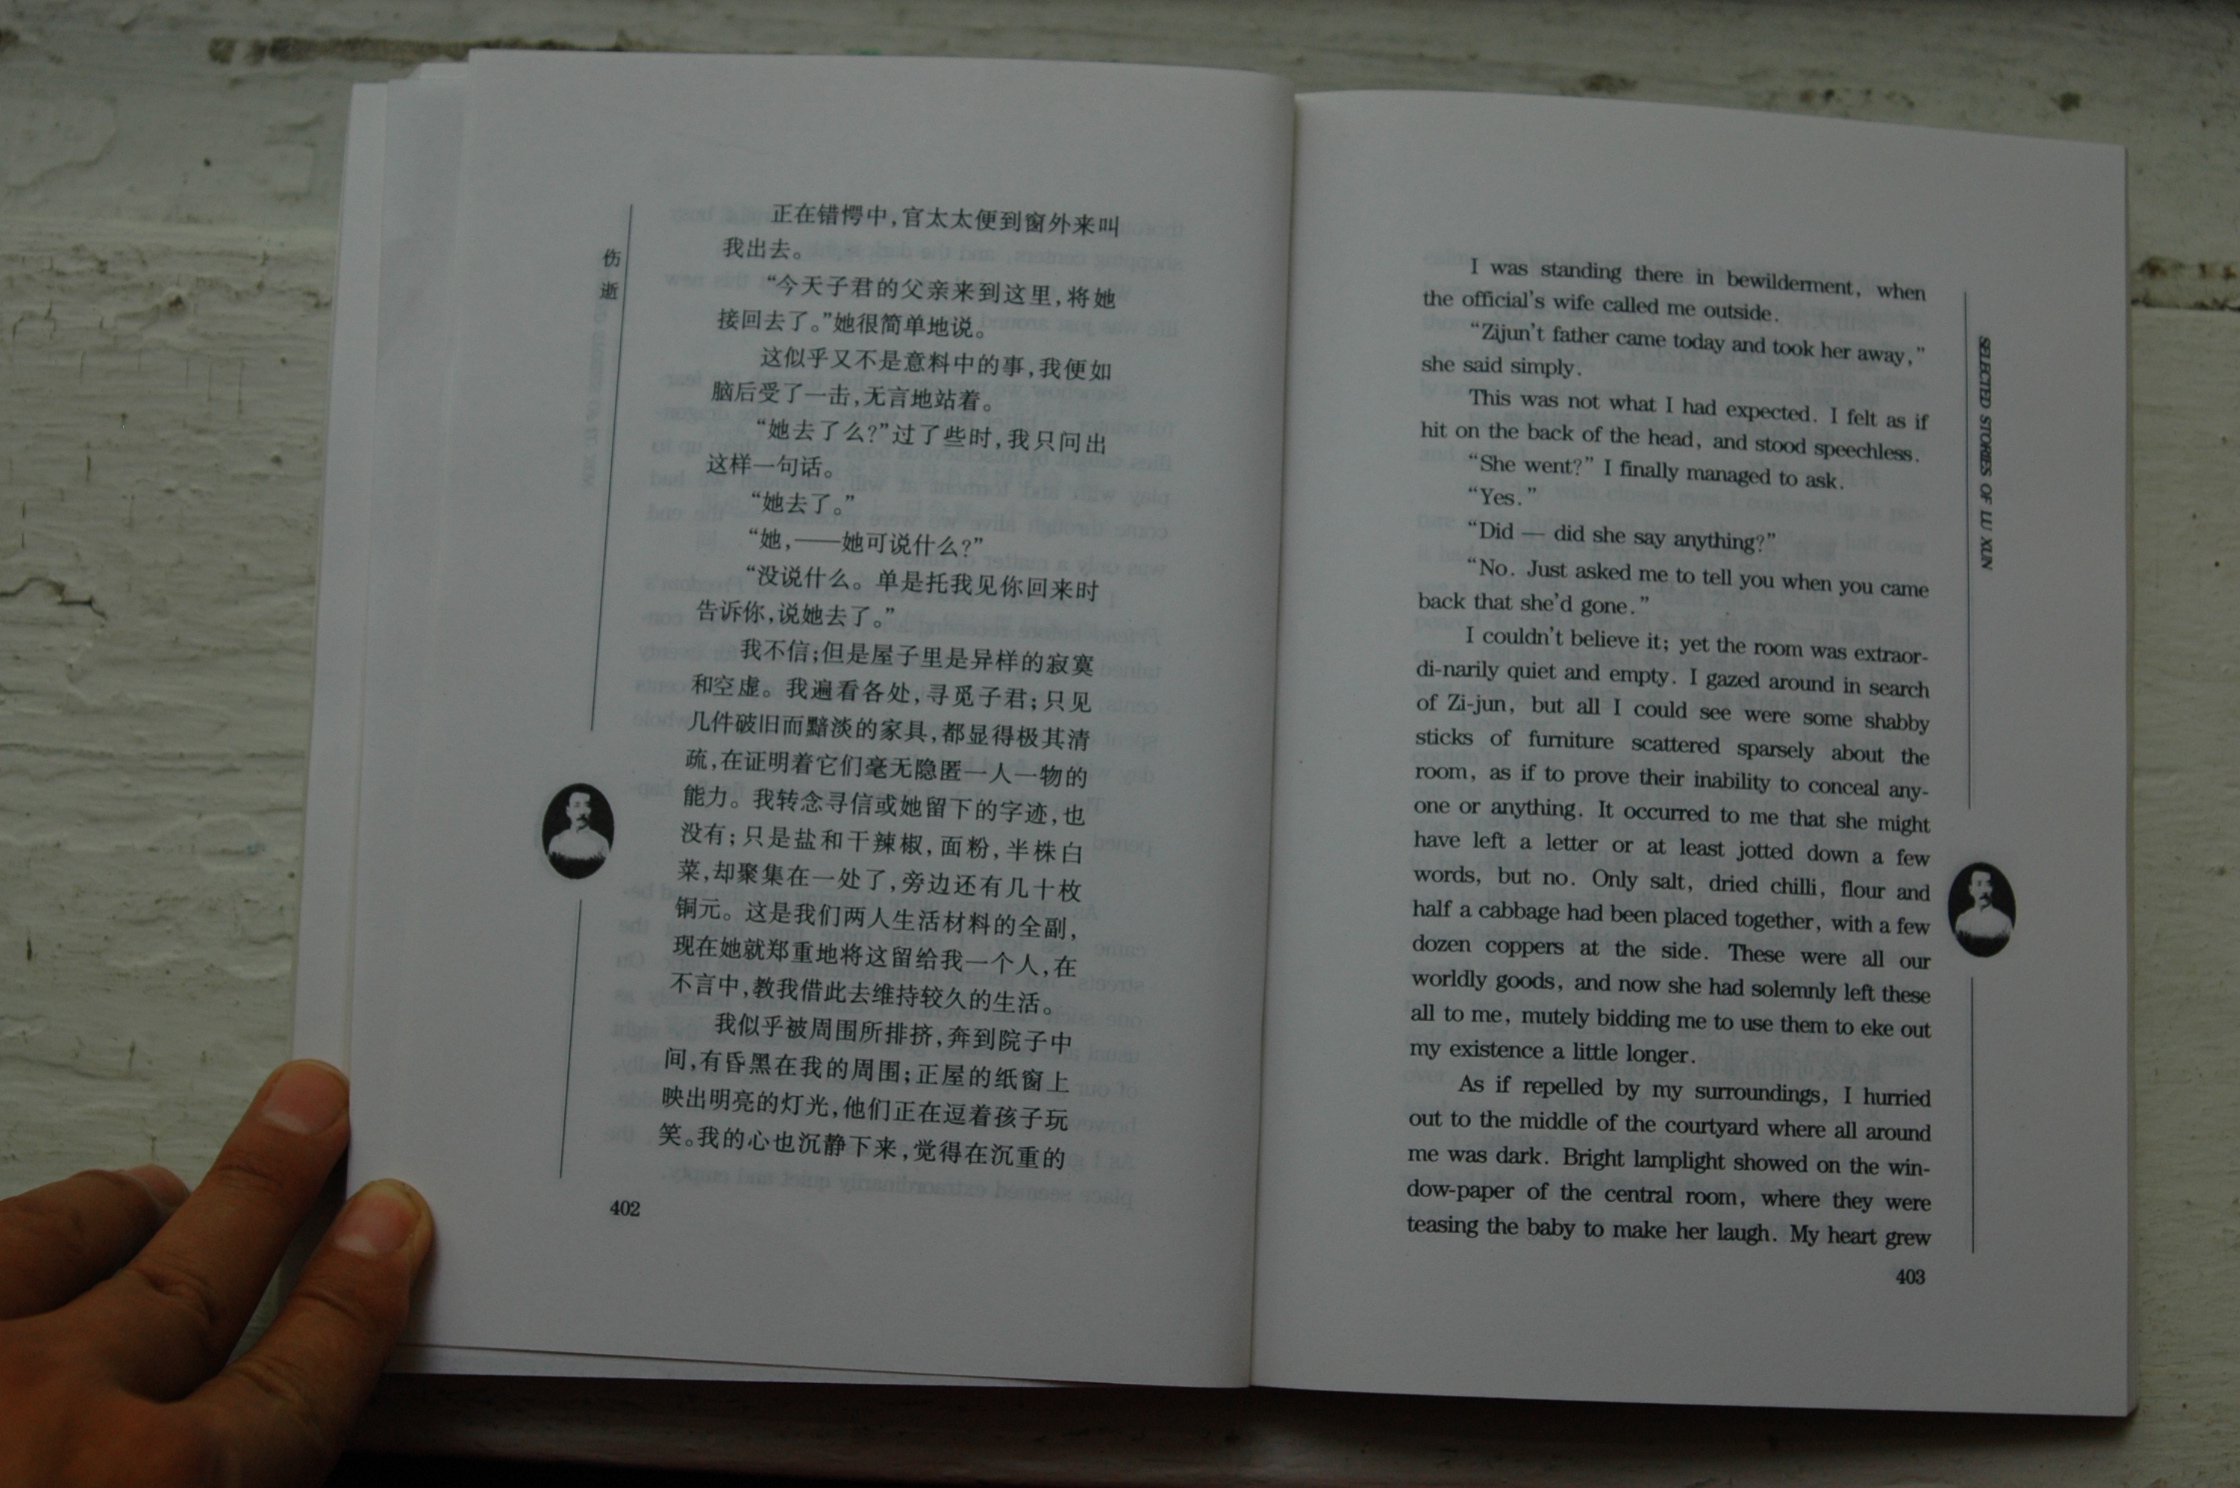 伤
逝
正在错愕中,官太太便到窗外来叫
我出去。
“今天子君的父亲来到这里,将她
接回去了。”她很简单地说。
这似乎又不是意料中的事,我便如
脑后受了一击,无言地站着。
“她去了么?”过了些时,我只问出
这样一句话。
“她去了。”
“她,——她可说什么?”
“没说什么。单是托我见你回来时
告诉你,说她去了。”
我不信;但是屋子里是异样的寂寞
和空虚。我遍看各处,寻觅子君;只见
几件破旧而黯淡的家具,都显得极其清
疏,在证明着它们毫无隐匿一人一物的
能力。我转念寻信或她留下的字迹,也
没有;只是盐和干辣椒,面粉,半株白
菜,却聚集在一处了,旁边还有几十枚
铜元。这是我们两人生活材料的全副,
现在她就郑重地将这留给我一个人,在
不言中,教我借此去维持较久的生活。
我似乎被周围所排挤,奔到院子中
间,有昏黑在我的周围;正屋的纸窗上
映出明亮的灯光,他们正在逗着孩子玩
笑。我的心也沉静下来,觉得在沉重的
402
I was standing there in bewilderment, when
the official's wife called me outside.
“Zijun't father came today and took her away,”
she said simply.
This was not what I had expected. I felt as if
hit on the back of the head, and stood speechless.
“She went?” I finally managed to ask.
“Yes.”
“Did — did she say anything?”
“No. Just asked me to tell you when you came
back that she'd gone.”
I couldn't believe it; yet the room was extraor-
di-narily quiet and empty. I gazed around in search
of Zi-jun, but all I could see were some shabby
sticks of furniture scattered sparsely about the
room, as if to prove their inability to conceal any-
one or anything. It occurred to me that she might
have left a letter or at least jotted down a few
words, but no. Only salt, dried chilli, flour and
half a cabbage had been placed together, with a few
dozen coppers at the side. These were all our
worldly goods, and now she had solemnly left these
all to me, mutely bidding me to use them to eke out
my existence a little longer.
As if repelled by my surroundings, I hurried
out to the middle of the courtyard where all around
me was dark. Bright lamplight showed on the win-
dow-paper of the central room, where they were
teasing the baby to make her laugh. My heart grew
403
SELECTED STORIES OF LU XUN